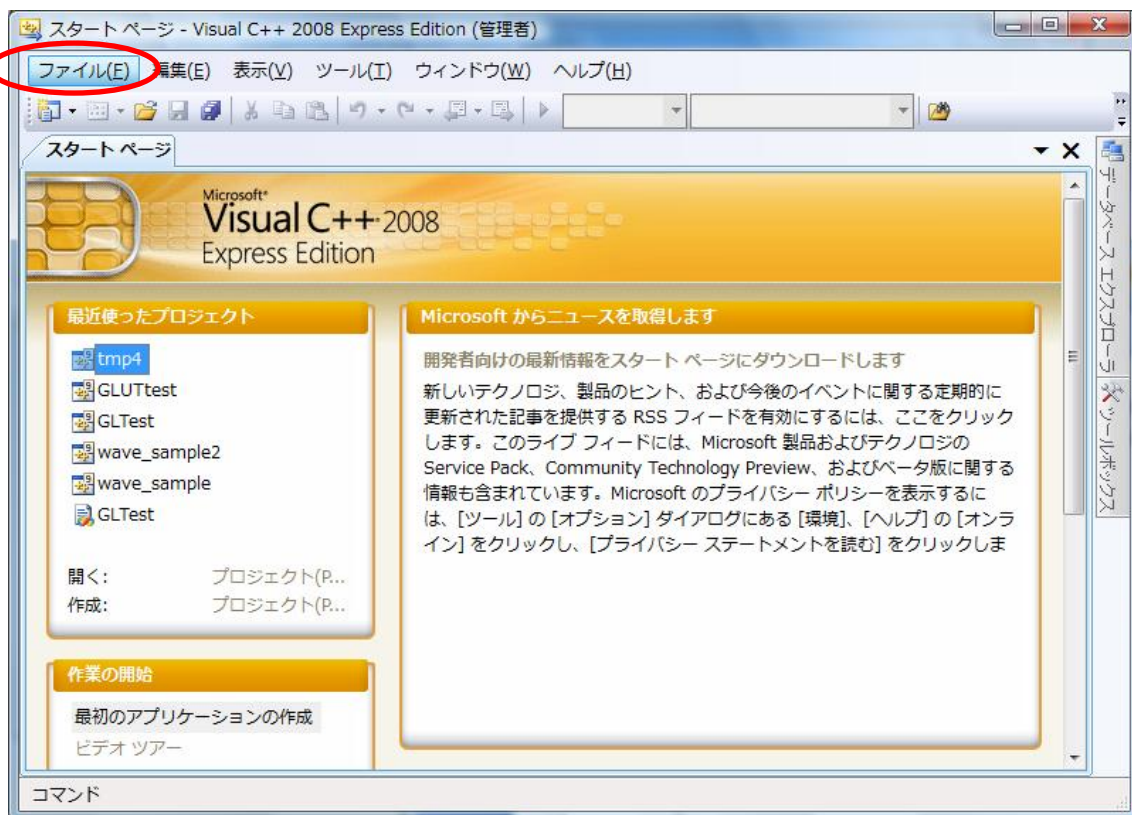 スタート ページ - Visual C++ 2008 Express Edition (管理者)
ファイル(F) 編集(E) 表示(V) ツール(T) ウィンドウ(W) ヘルプ(H)
スタート ページ
Microsoft
Visual C++ 2008
Express Edition
最近使ったプロジェクト
tmp4
GLUTtest
GLTest
wave_sample2
wave_sample
GLTest
開く: プロジェクト(P...
作成: プロジェクト(P...
作業の開始
最初のアプリケーションの作成
ビデオ ツアー
Microsoft からニュースを取得します
開発者向けの最新情報をスタート ページにダウンロードします
新しいテクノロジ、製品のヒント、および今後のイベントに関する定期的に
更新された記事を提供する RSS フィードを有効にするには、ここをクリック
します。このライブ フィードには、Microsoft 製品およびテクノロジの
Service Pack、Community Technology Preview、およびベータ版に関する
情報も含まれています。Microsoft のプライバシー ポリシーを表示するに
は、[ツール] の [オプション] ダイアログにある [環境]、[ヘルプ] の [オンラ
イン] をクリックし、[プライバシー ステートメントを読む] をクリックしま
データベース エクスプローラ
ツールボックス
コマンド